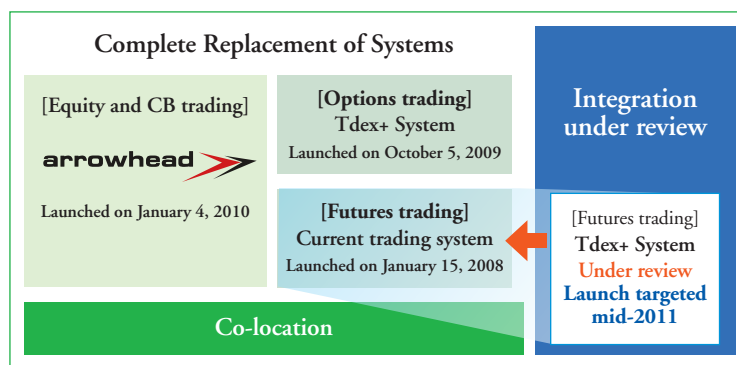 Complete Replacement of Systems
[Equity and CB trading]
arrowhead
Launched on January 4, 2010
[Options trading]
Tdex+ System
Launched on October 5, 2009
[Futures trading]
Current trading system
Launched on January 15, 2008
Co-location
Integration
under review
[Futures trading]
Tdex+ System
Under review
Launch targeted
mid-2011